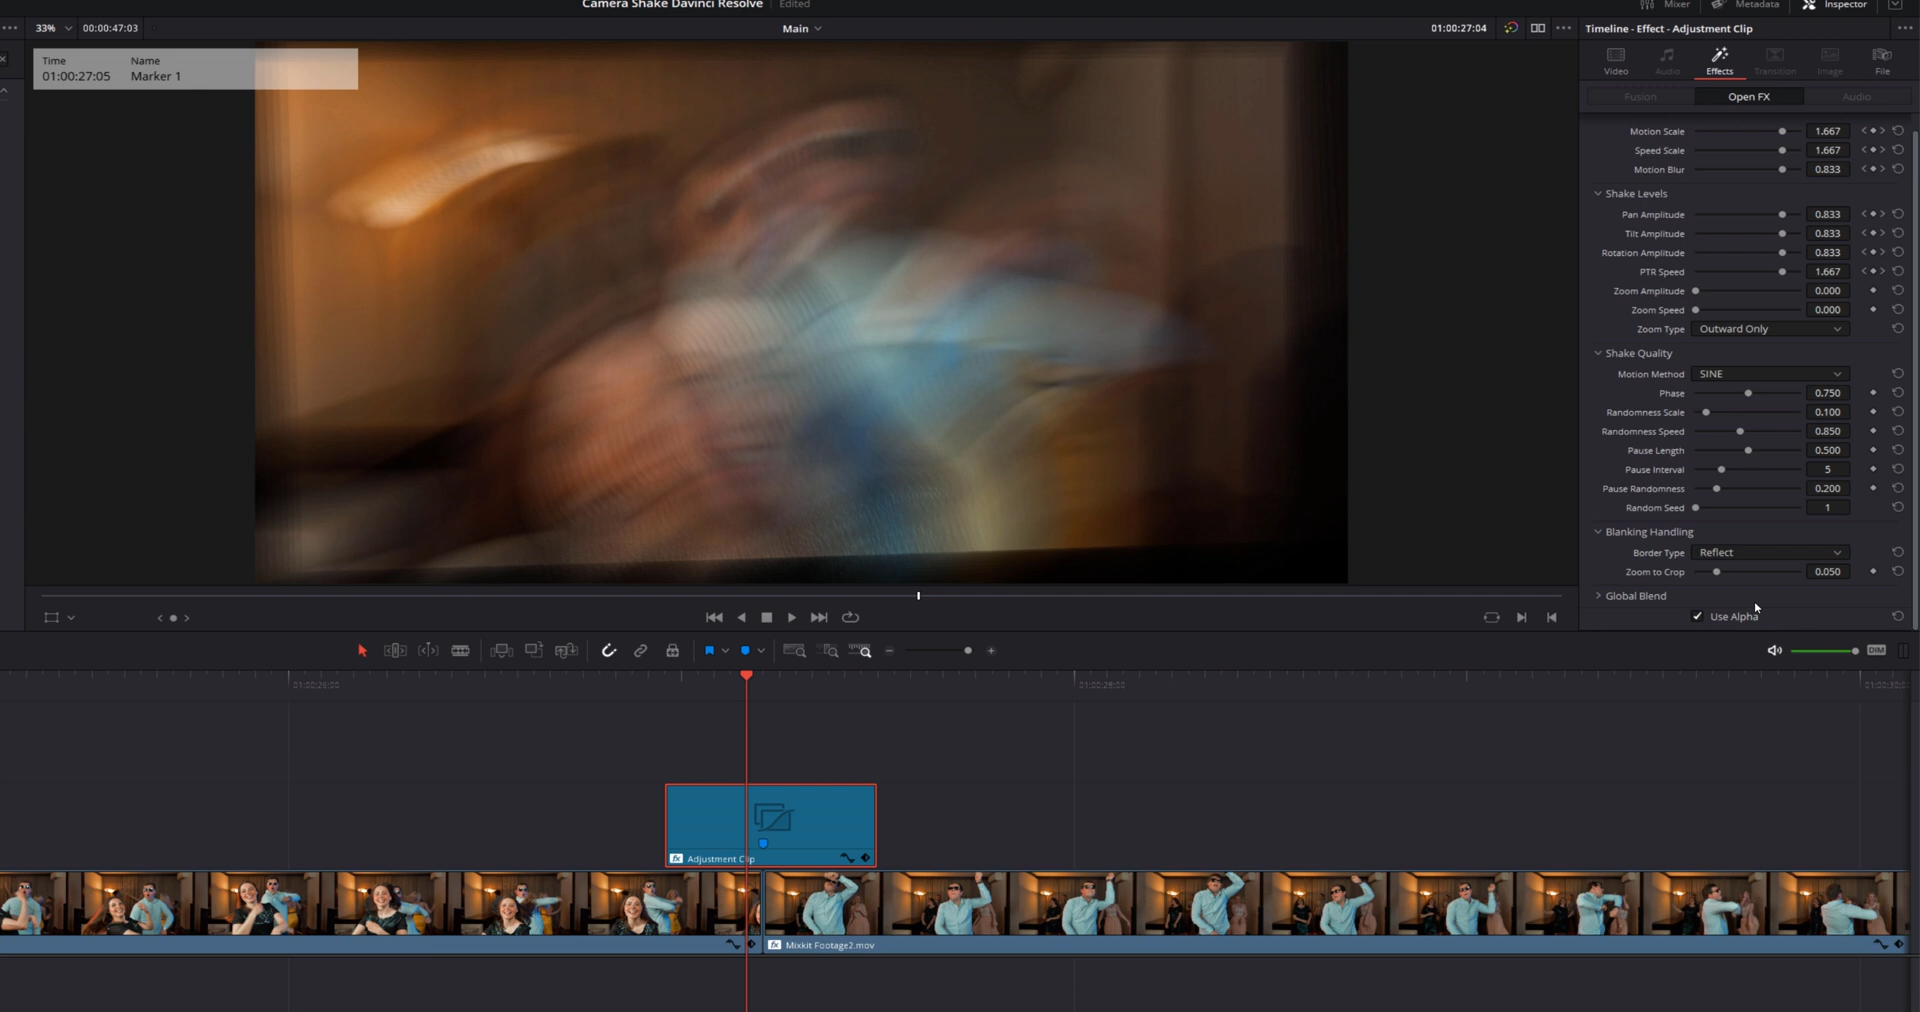 Camera Shake Davinci Resolve Edited
Mixer Metadata Inspector
33% 00:00:47:03 Main 01:00:27:04 Timeline - Effect - Adjustment Clip
Time Name
01:00:27:05 Marker 1
Video Audio Effects Transition Image File
Fusion Open FX Audio
Motion Scale 1.667
Speed Scale 1.667
Motion Blur 0.833
Shake Levels
Pan Amplitude 0.833
Tilt Amplitude 0.833
Rotation Amplitude 0.833
PTR Speed 1.667
Zoom Amplitude 0.000
Zoom Speed 0.000
Zoom Type Outward Only
Shake Quality
Motion Method SINE
Phase 0.750
Randomness Scale 0.100
Randomness Speed 0.850
Pause Length 0.500
Pause Interval 5
Pause Randomness 0.200
Random Seed 1
Blanking Handling
Border Type Reflect
Zoom to Crop 0.050
Global Blend
Use Alpha
DIM
fx Adjustment Clip
fx Mixkit Footage2.mov